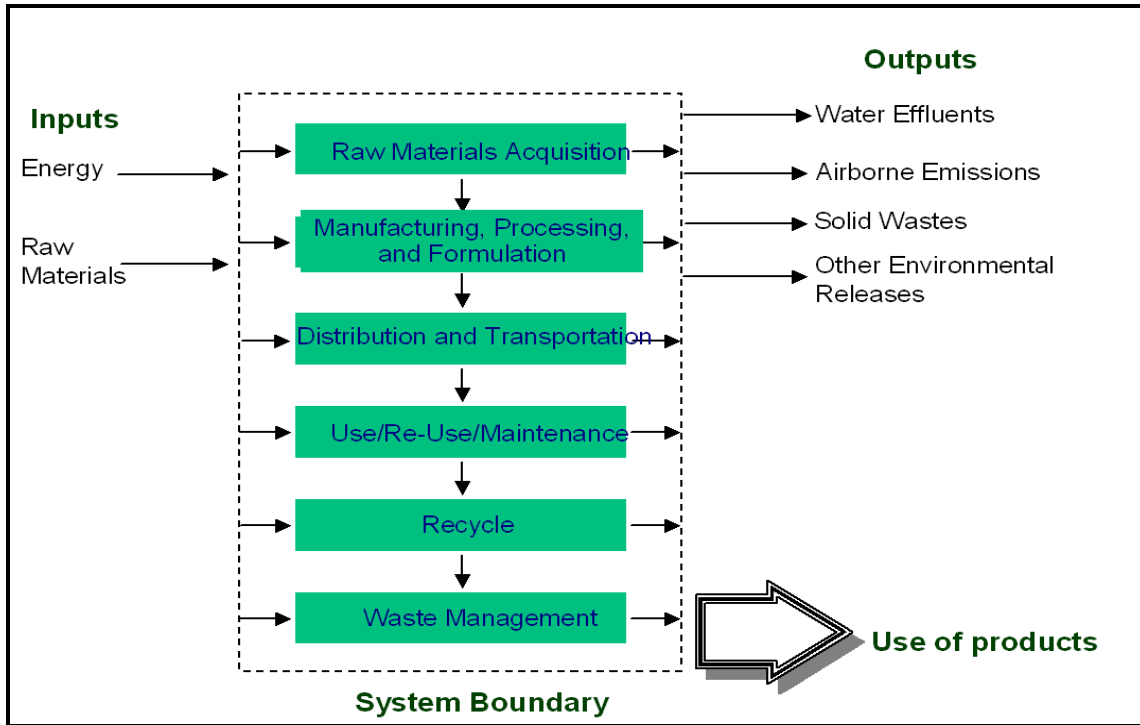 Outputs
Inputs
Water Effluents
Energy
Raw Materials Acquisition
Airborne Emissions
Raw
Materials
Manufacturing, Processing,
and Formulation
Solid Wastes
Other Environmental
Releases
Distribution and Transportation
Use/Re-Use/Maintenance
Recycle
Waste Management
Use of products
System Boundary